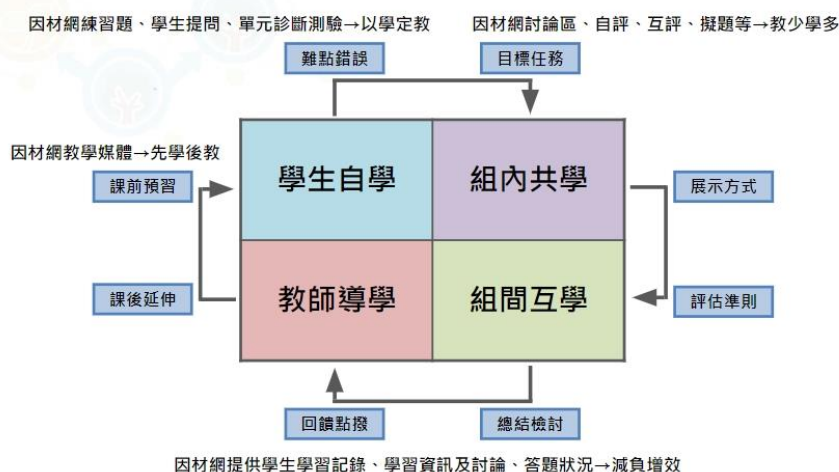 因材網練習題、學生提問、單元診斷測驗→以學定教
因材網討論區、自評、互評、擬題等→教少學多
難點錯誤
目標任務
因材網教學媒體→先學後教
課前預習
學生自學
組內共學
展示方式
課後延伸
教師導學
組間互學
評估準則
回饋點撥
總結檢討
因材網提供學生學習記錄、學習資訊及討論、答題狀況→減負增效